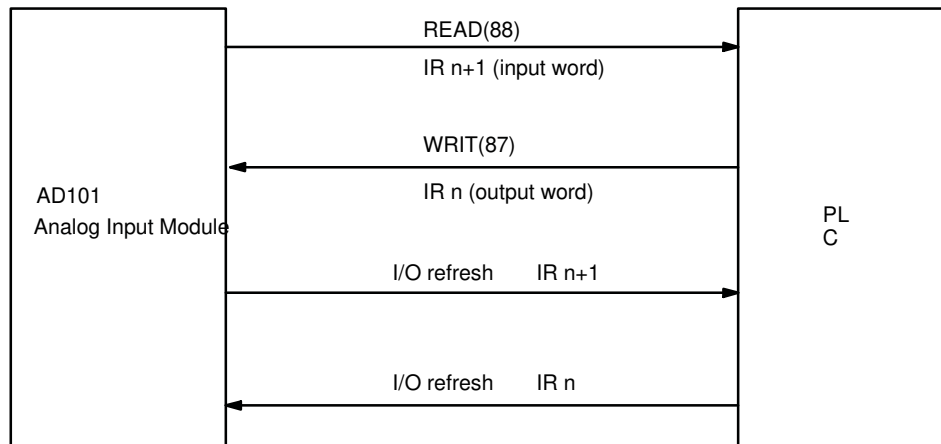 READ(88)
IR n+1 (input word)
WRIT(87)
IR n (output word)
AD101
Analog Input Module
PL
C
I/O refresh IR n+1
I/O refresh IR n